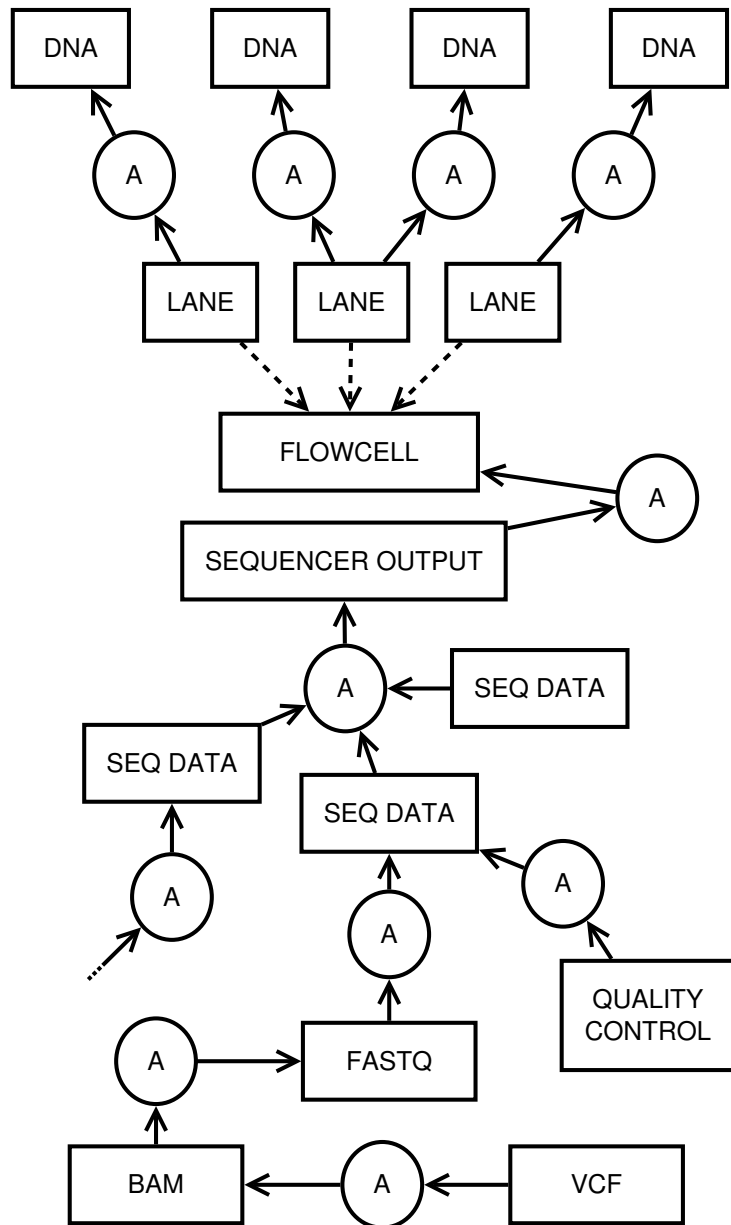 DNA
DNA
DNA
DNA
A
A
A
A
LANE
LANE
LANE
FLOWCELL
A
SEQUENCER OUTPUT
A
SEQ DATA
SEQ DATA
SEQ DATA
A
A
A
QUALITY
CONTROL
A
FASTQ
BAM
A
VCF